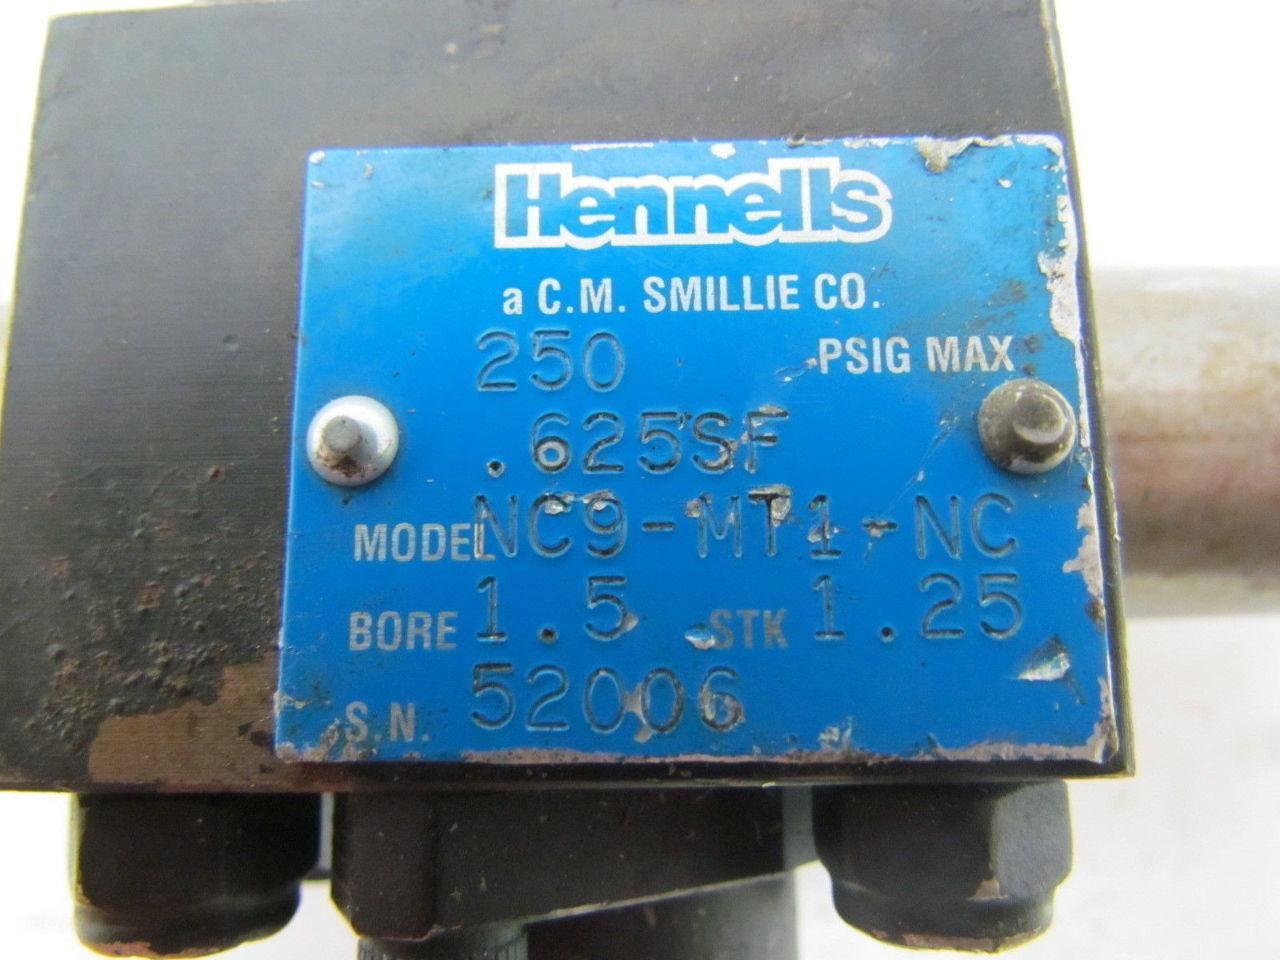 Hennells
a C.M. SMILLIE CO.
250 PSIG MAX
.625SF
MODEL NC9-MT1-NC
BORE 1.5 STK 1.25
S.N. 52006